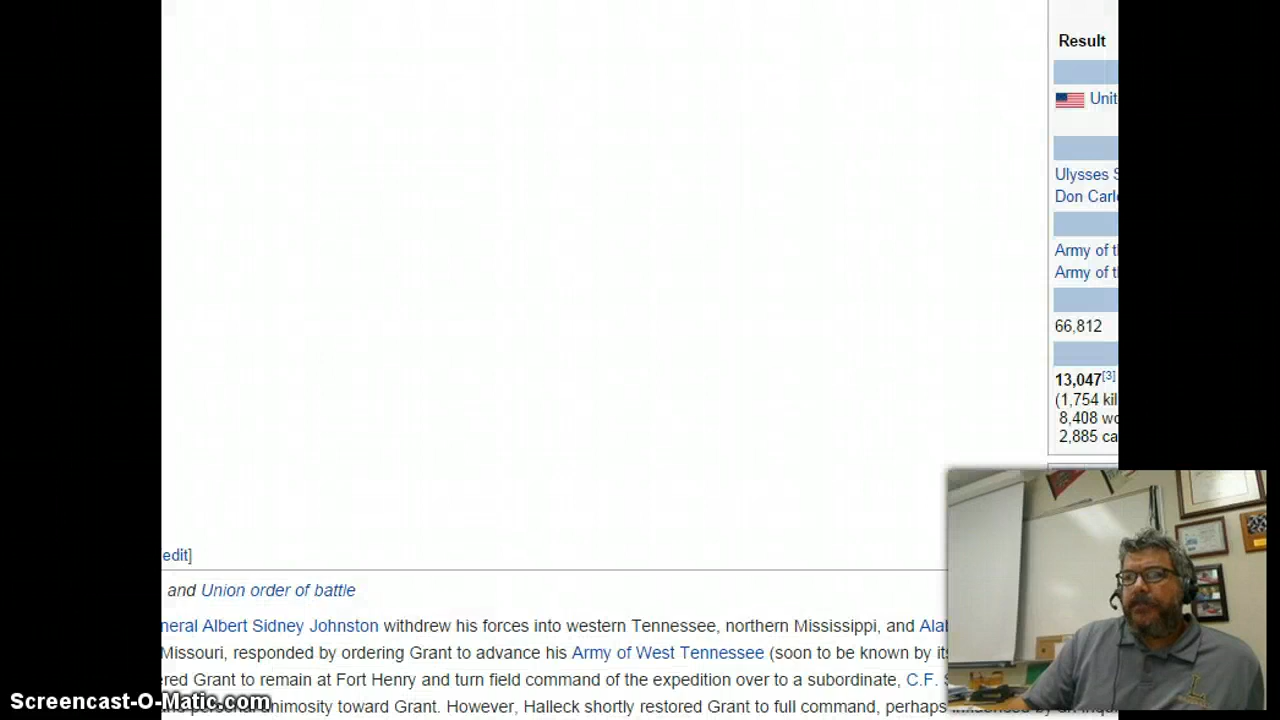 Result
Unit
Ulysses S
Don Carl
Army of t
Army of t
66,812
13,047[3]
(1,754 kil
8,408 wo
2,885 ca
edit]
and Union order of battle
neral Albert Sidney Johnston withdrew his forces into western Tennessee, northern Mississippi, and Alab
Missouri, responded by ordering Grant to advance his Army of West Tennessee (soon to be known by its
ered Grant to remain at Fort Henry and turn field command of the expedition over to a subordinate, C.F. S
personal animosity toward Grant. However, Halleck shortly restored Grant to full command, perhaps
Screencast-O-Matic.com